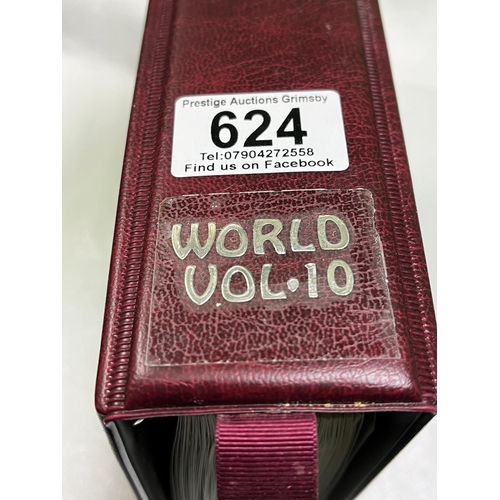 Prestige Auctions Grimsby
624
Tel:07904272558
Find us on Facebook
WORLD
VOL.10